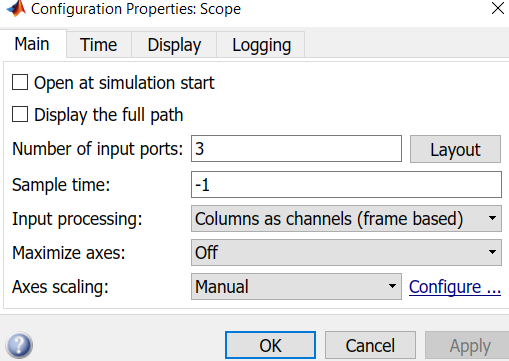 Configuration Properties: Scope
Main Time Display Logging
Open at simulation start
Display the full path
Number of input ports: 3 Layout
Sample time: -1
Input processing: Columns as channels (frame based)
Maximize axes: Off
Axes scaling: Manual Configure ...
? OK Cancel Apply